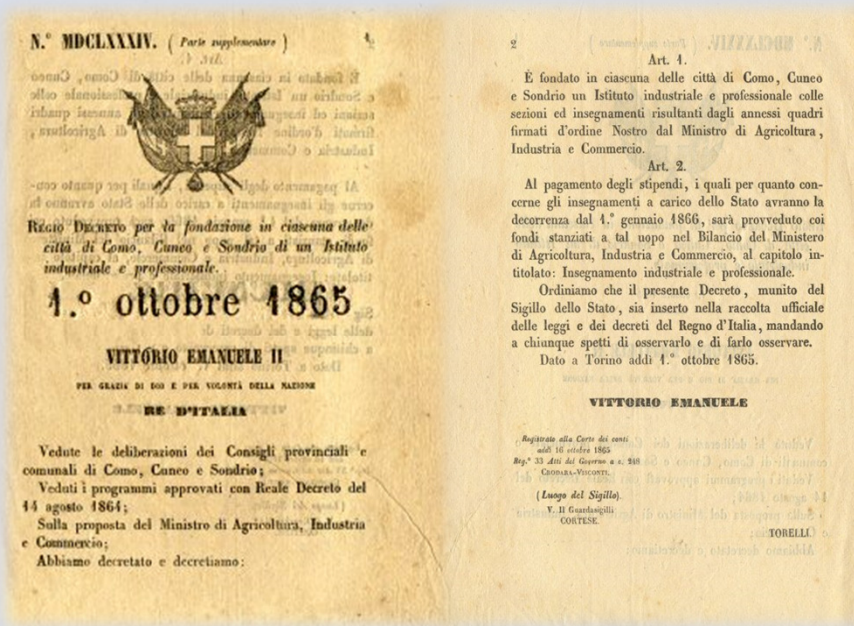 N.° MDCLXXXIV. (Parte supplementare)
REGIO DECRETO per la fondazione in ciascuna delle
città di Como, Cuneo e Sondrio di un Istituto
industriale e professionale.
1.° ottobre 1865
VITTORIO EMANUELE II
PER GRAZIA DI DIO E PER VOLONTÀ DELLA NAZIONE
RE D'ITALIA
Vedute le deliberazioni dei Consigli provinciali e
comunali di Como, Cuneo e Sondrio;
Veduti i programmi approvati con Reale Decreto del
14 agosto 1864;
Sulla proposta del Ministro di Agricoltura, Industria
e Commercio;
Abbiamo decretato e decretiamo:
2
Art. 1.
È fondato in ciascuna delle città di Como, Cuneo
e Sondrio un Istituto industriale e professionale colle
sezioni ed insegnamenti risultanti dagli annessi quadri
firmati d'ordine Nostro dal Ministro di Agricoltura,
Industria e Commercio.
Art. 2.
Al pagamento degli stipendi, i quali per quanto con-
cerne gli insegnamenti a carico dello Stato avranno la
decorrenza dal 1.° gennaio 1866, sarà provveduto coi
fondi stanziati a tal uopo nel Bilancio del Ministero
di Agricoltura, Industria e Commercio, al capitolo in-
titolato: Insegnamento industriale e professionale.
Ordiniamo che il presente Decreto, munito del
Sigillo dello Stato, sia inserto nella raccolta ufficiale
delle leggi e dei decreti del Regno d'Italia, mandando
a chiunque spetti di osservarlo e di farlo osservare.
Dato a Torino addì 1.° ottobre 1865.
VITTORIO EMANUELE
Registrato alla Corte dei conti
addì 16 ottobre 1865
Reg.° 33 Atti del Governo a c. 248
CRODARA-VISCONTI.
(Luogo del Sigillo).
V. Il Guardasigilli
CORTESE.
TORELLI